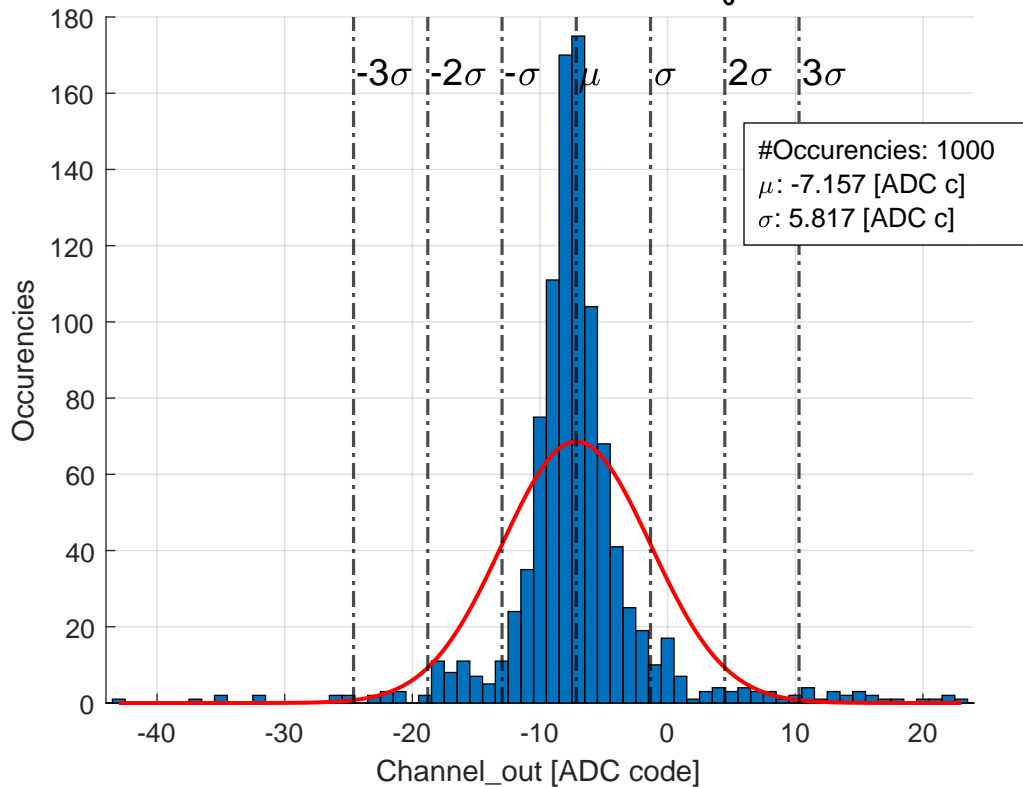 180
160
140
120
100
80
60
40
20
0
Occurencies
-3σ -2σ -σ μ σ 2σ 3σ
#Occurencies: 1000
μ: -7.157 [ADC c]
σ: 5.817 [ADC c]
-40 -30 -20 -10 0 10 20
Channel_out [ADC code]